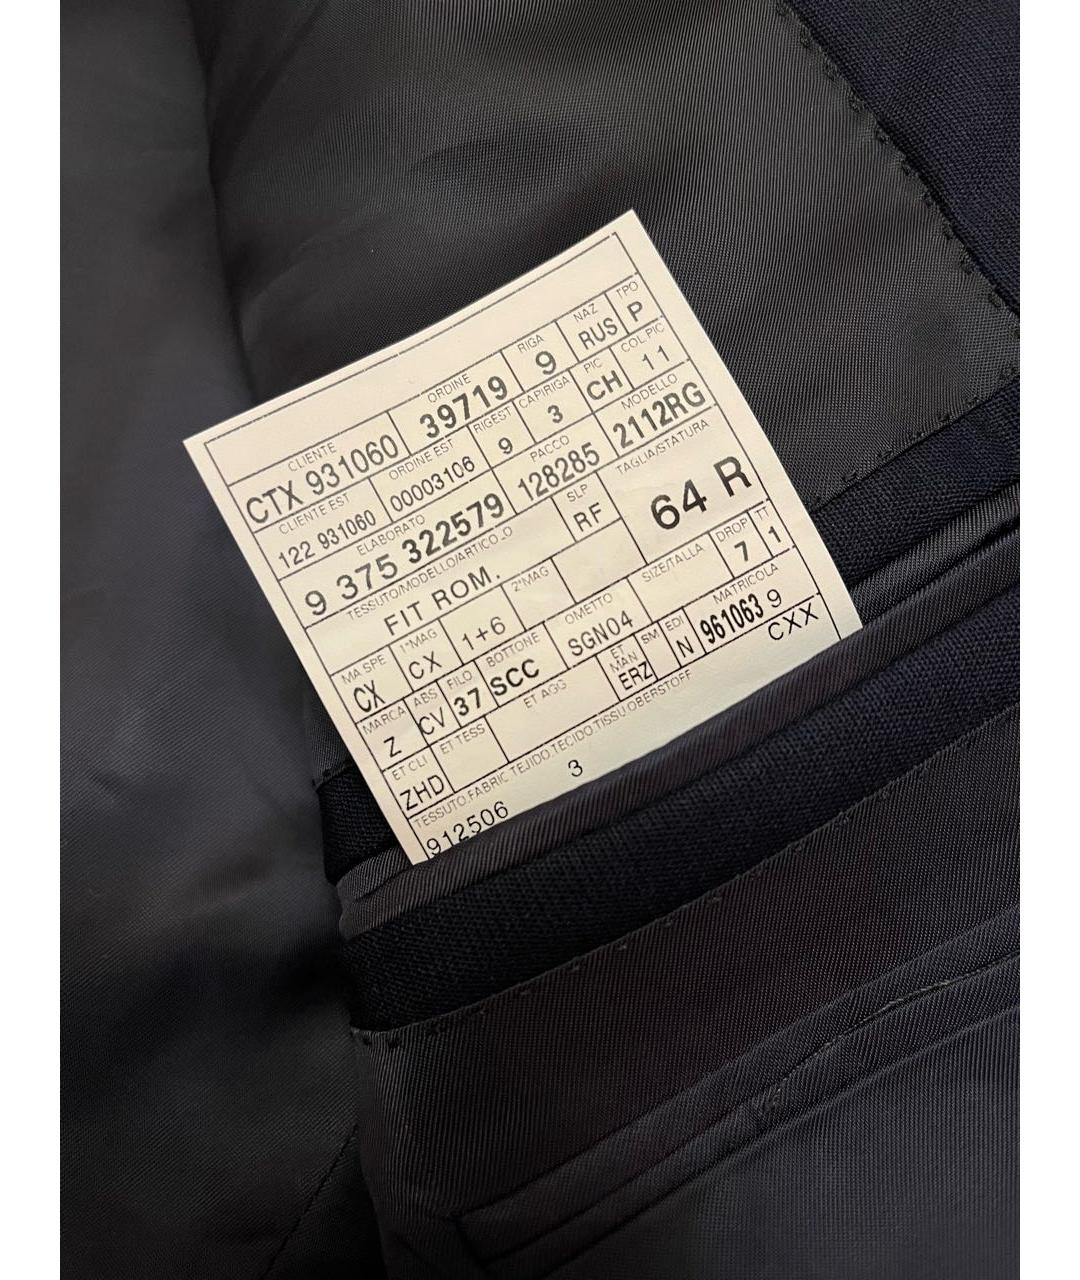 CLIENTE ORDINE RIGA NAZ TPO
CTX 931060 39719 9 RUS P
CLIENTE EST ORDINE EST RIGEST CAPIRIGA PIC COL.PIC
122 931060 00003106 9 3 CH 11
ELABORATO PACCO MODELLO
9 375 322579 128285 2112RG
TESSUTO/MODELLO/ARTICOLO SLP TAGLIA/STATURA
FIT ROM. RF 64 R
MA SPE 1°MAG 2°MAG SIZE/TALLA DROP TT
CX CX 1+6 7 1
MARCA ABS FILO BOTTONE OMETTO MATRICOLA
Z CV 37 SCC SGN04 961063 9
ET CLI ET TESS ET AGG ET MAN SM EDI
ZHD ERZ N CXX
TESSUTO.FABRIC TEJIDO.TECIDO.TISSU.OBERSTOFF
912506 3